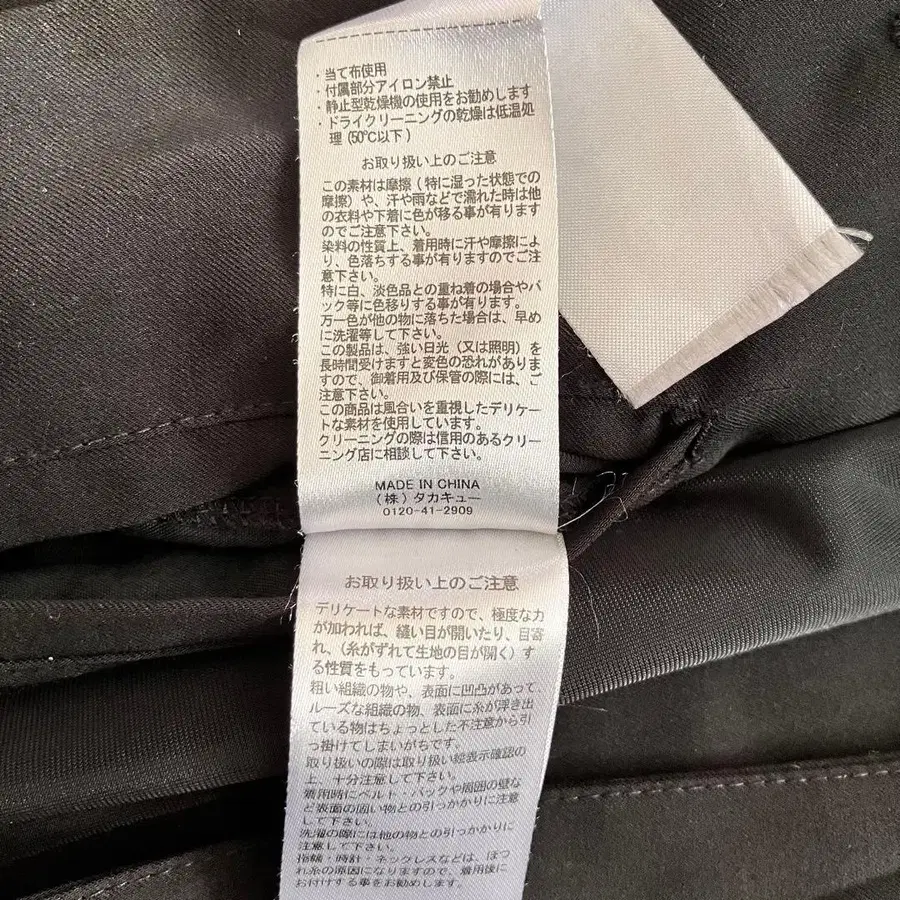 ・当て布使用
・付属部分アイロン禁止
・静止型乾燥機の使用をお勧めします
・ドライクリーニングの乾燥は低温処
理(50℃以下)
お取り扱い上のご注意
この素材は摩擦(特に湿った状態での
摩擦)や、汗や雨などで濡れた時は他
の衣料や下着に色が移る事が有ります
のでご注意下さい。
染料の性質上、着用時に汗や摩擦によ
り、色落ちする事が有りますのでご注
意下さい。
特に白、淡色品との重ね着の場合やバ
ック等に色移りする事が有ります。
万一色が他の物に落ちた場合は、早め
に洗濯等して下さい。
この製品は、強い日光(又は照明)を
長時間受けますと変色の恐れがありま
すので、御着用及び保管の際には、ご
注意下さい。
この商品は風合いを重視したデリケー
トな素材を使用しています。
クリーニングの際は信用のあるクリー
ニング店に相談して下さい。
MADE IN CHINA
(株)タカキュー
0120-41-2909
お取り扱い上のご注意
デリケートな素材ですので、極度な力
が加われば、縫い目が開いたり、目寄
れ、(糸がずれて生地の目が開く)す
る性質をもっています。
粗い組織の物や、表面に凹凸があって、
ルーズな組織の物、表面に糸が浮き出
ている物はちょっとした不注意から引
っ掛けてしまいがちです。
取り扱いの際は取り扱い絵表示確認の
上、十分注意して下さい。
着用時にベルト・バックや周囲の壁な
ど表面の固い物との引っかかりに注意
して下さい。
洗濯の際には他の物との引っかかりに
注意して下さい。
指輪・時計・ネックレスなどは、ほつ
れ糸の原因になりますので、着用後に
お付けする事をお勧めします。